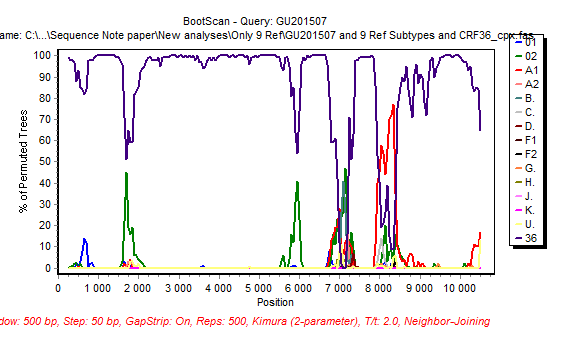 BootScan - Query: GU201507
ame: C:\...\Sequence Note paper\New analyses\Only 9 Ref\GU201507 and 9 Ref Subtypes and CRF36_cpx.fas
% of Permuted Trees
100
90
80
70
60
50
40
30
20
10
0
0 1 000 2 000 3 000 4 000 5 000 6 000 7 000 8 000 9 000 10 000
Position
01
02
A1
A2
B.
C.
D.
F1
F2
G.
H.
J.
K.
U.
36
dow: 500 bp, Step: 50 bp, GapStrip: On, Reps: 500, Kimura (2-parameter), T/t: 2.0, Neighbor-Joining